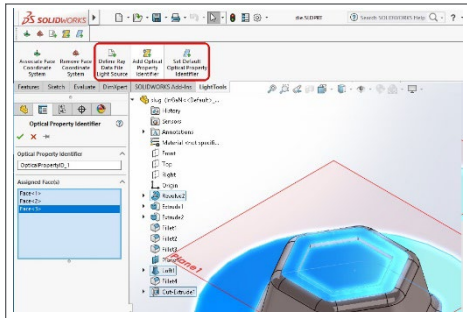 SOLIDWORKS
Search SOLIDWORKS Help
Associate Face Coordinate System
Remove Face Coordinate System
Define Ray Data File Light Source
Add Optical Property Identifier
Set Default Optical Property Identifier
Features Sketch Evaluate DimXpert SOLIDWORKS Add-Ins LightTools
Optical Property Identifier
Optical Property Identifier
OpticalPropertyID_1
Assigned Face(s)
Face<1>
Face<2>
Face<3>
History
Sensors
Annotations
Material <not specifi...
Front
Top
Right
Origin
Extrude1
Extrude2
Fillet1
Fillet2
Fillet3
Loft1
Fillet4
Cut-Extrude1
Plane1